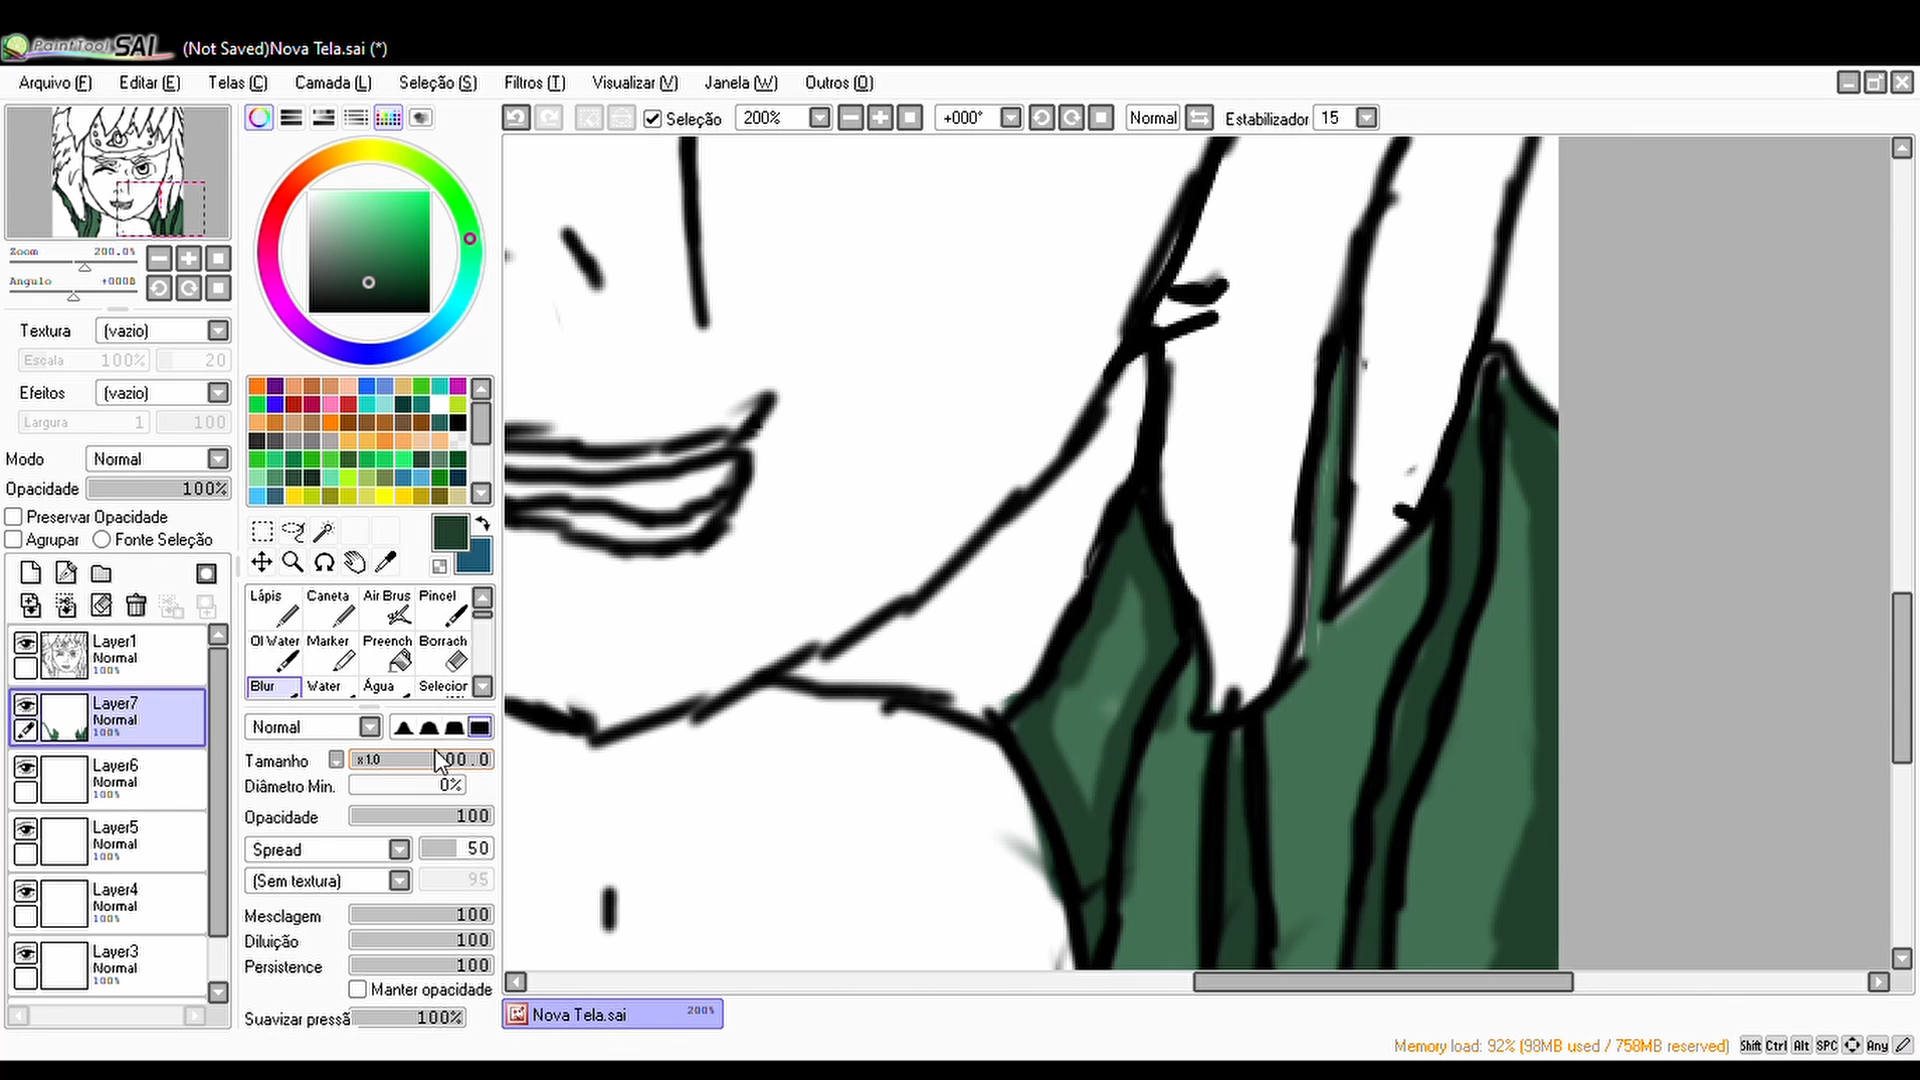 PaintTool SAI (Not Saved)Nova Tela.sai (*)
Arquivo (F) Editar (E) Telas (C) Camada (L) Seleção (S) Filtros (T) Visualizar (V) Janela (W) Outros (O)
Seleção 200% +000° Normal Estabilizador 15
Zoom 200.0%
Angulo +000°
Textura (vazio)
Escala 100% 20
Efeitos (vazio)
Largura 1 100
Modo Normal
Opacidade 100%
Preservar Opacidade
Agrupar Fonte Seleção
Layer1
Normal
100%
Layer7
Normal
100%
Layer6
Normal
100%
Layer5
Normal
100%
Layer4
Normal
100%
Layer3
Normal
100%
Lápis Caneta Air Brus Pincel
Ol Water Marker Preench Borrach
Blur Water Água Selecior
Normal
Tamanho x 1.0 00.0
Diâmetro Min. 0%
Opacidade 100
Spread 50
(Sem textura) 95
Mesclagem 100
Diluição 100
Persistence 100
Manter opacidade
Suavizar pressã 100%
Nova Tela.sai 200%
Memory load: 92% (98MB used / 758MB reserved) Shift Ctrl Alt SPC Any